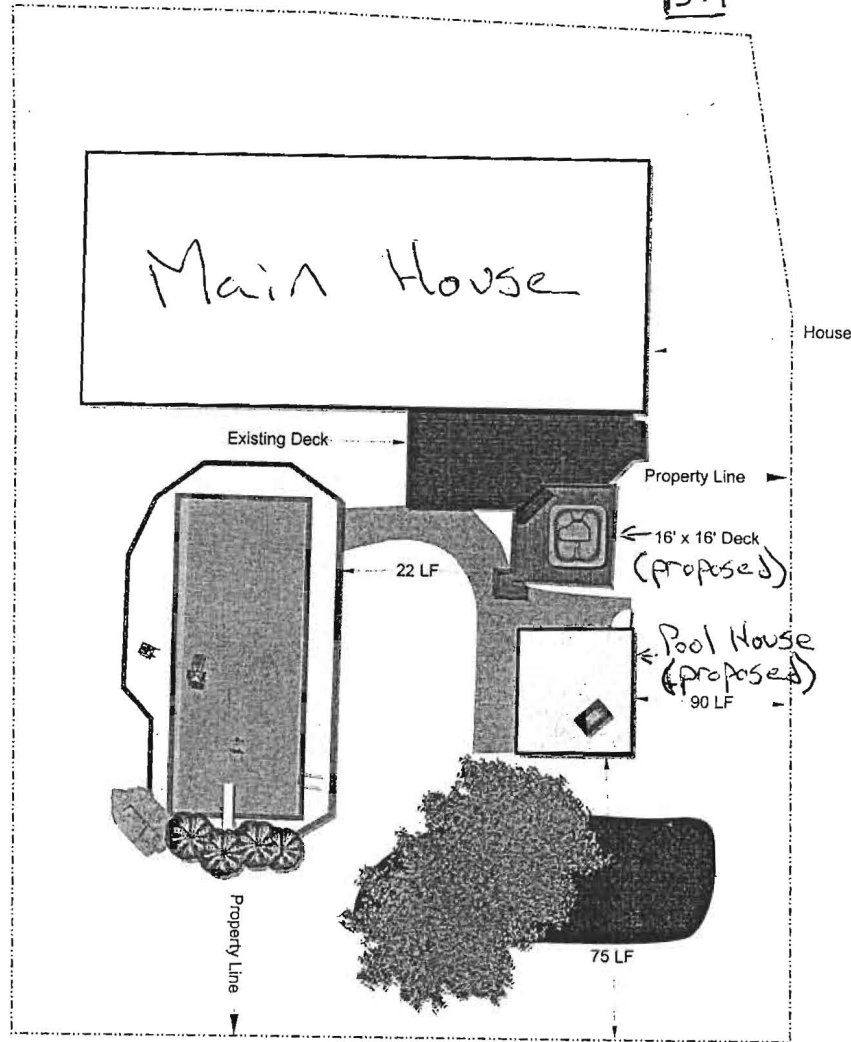 Main House
House
Existing Deck
Property Line
16' x 16' Deck
(proposed)
22 LF
Pool House
(proposed)
90 LF
Property Line
75 LF